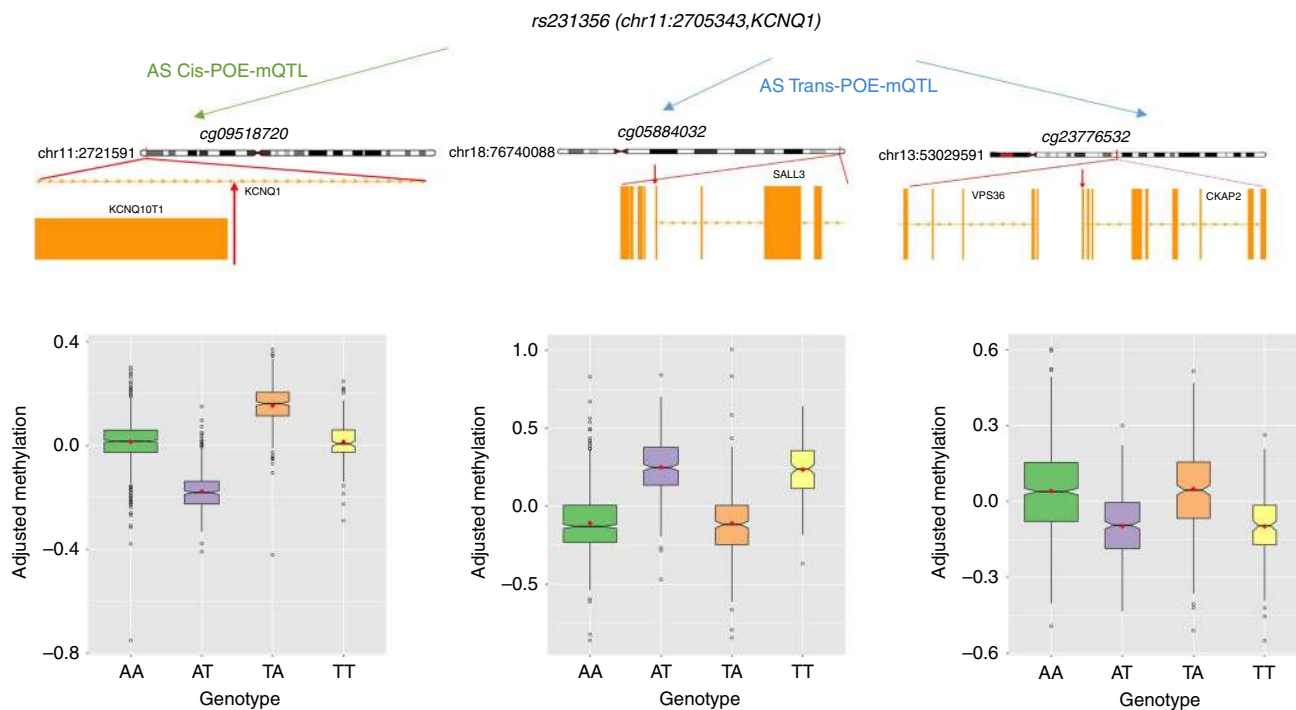 rs231356 (chr11:2705343,KCNQ1)
AS Cis-POE-mQTL
AS Trans-POE-mQTL
cg09518720
chr11:2721591
KCNQ1
KCNQ10T1
cg05884032
chr18:76740088
SALL3
cg23776532
chr13:53029591
VPS36
CKAP2
Adjusted methylation
0.4
0.0
−0.4
−0.8
AA AT TA TT
Genotype
Adjusted methylation
1.0
0.5
0.0
−0.5
AA AT TA TT
Genotype
Adjusted methylation
0.6
0.3
0.0
−0.3
−0.6
AA AT TA TT
Genotype